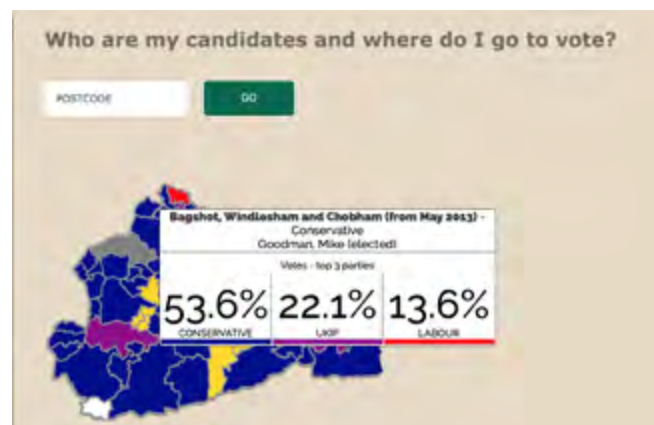 Who are my candidates and where do I go to vote?
POSTCODE
GO
Bagshot, Windlesham and Chobham (from May 2013) -
Conservative
Goodman, Mike (elected)
Votes - top 3 parties
53.6% 22.1% 13.6%
CONSERVATIVE UKIP LABOUR